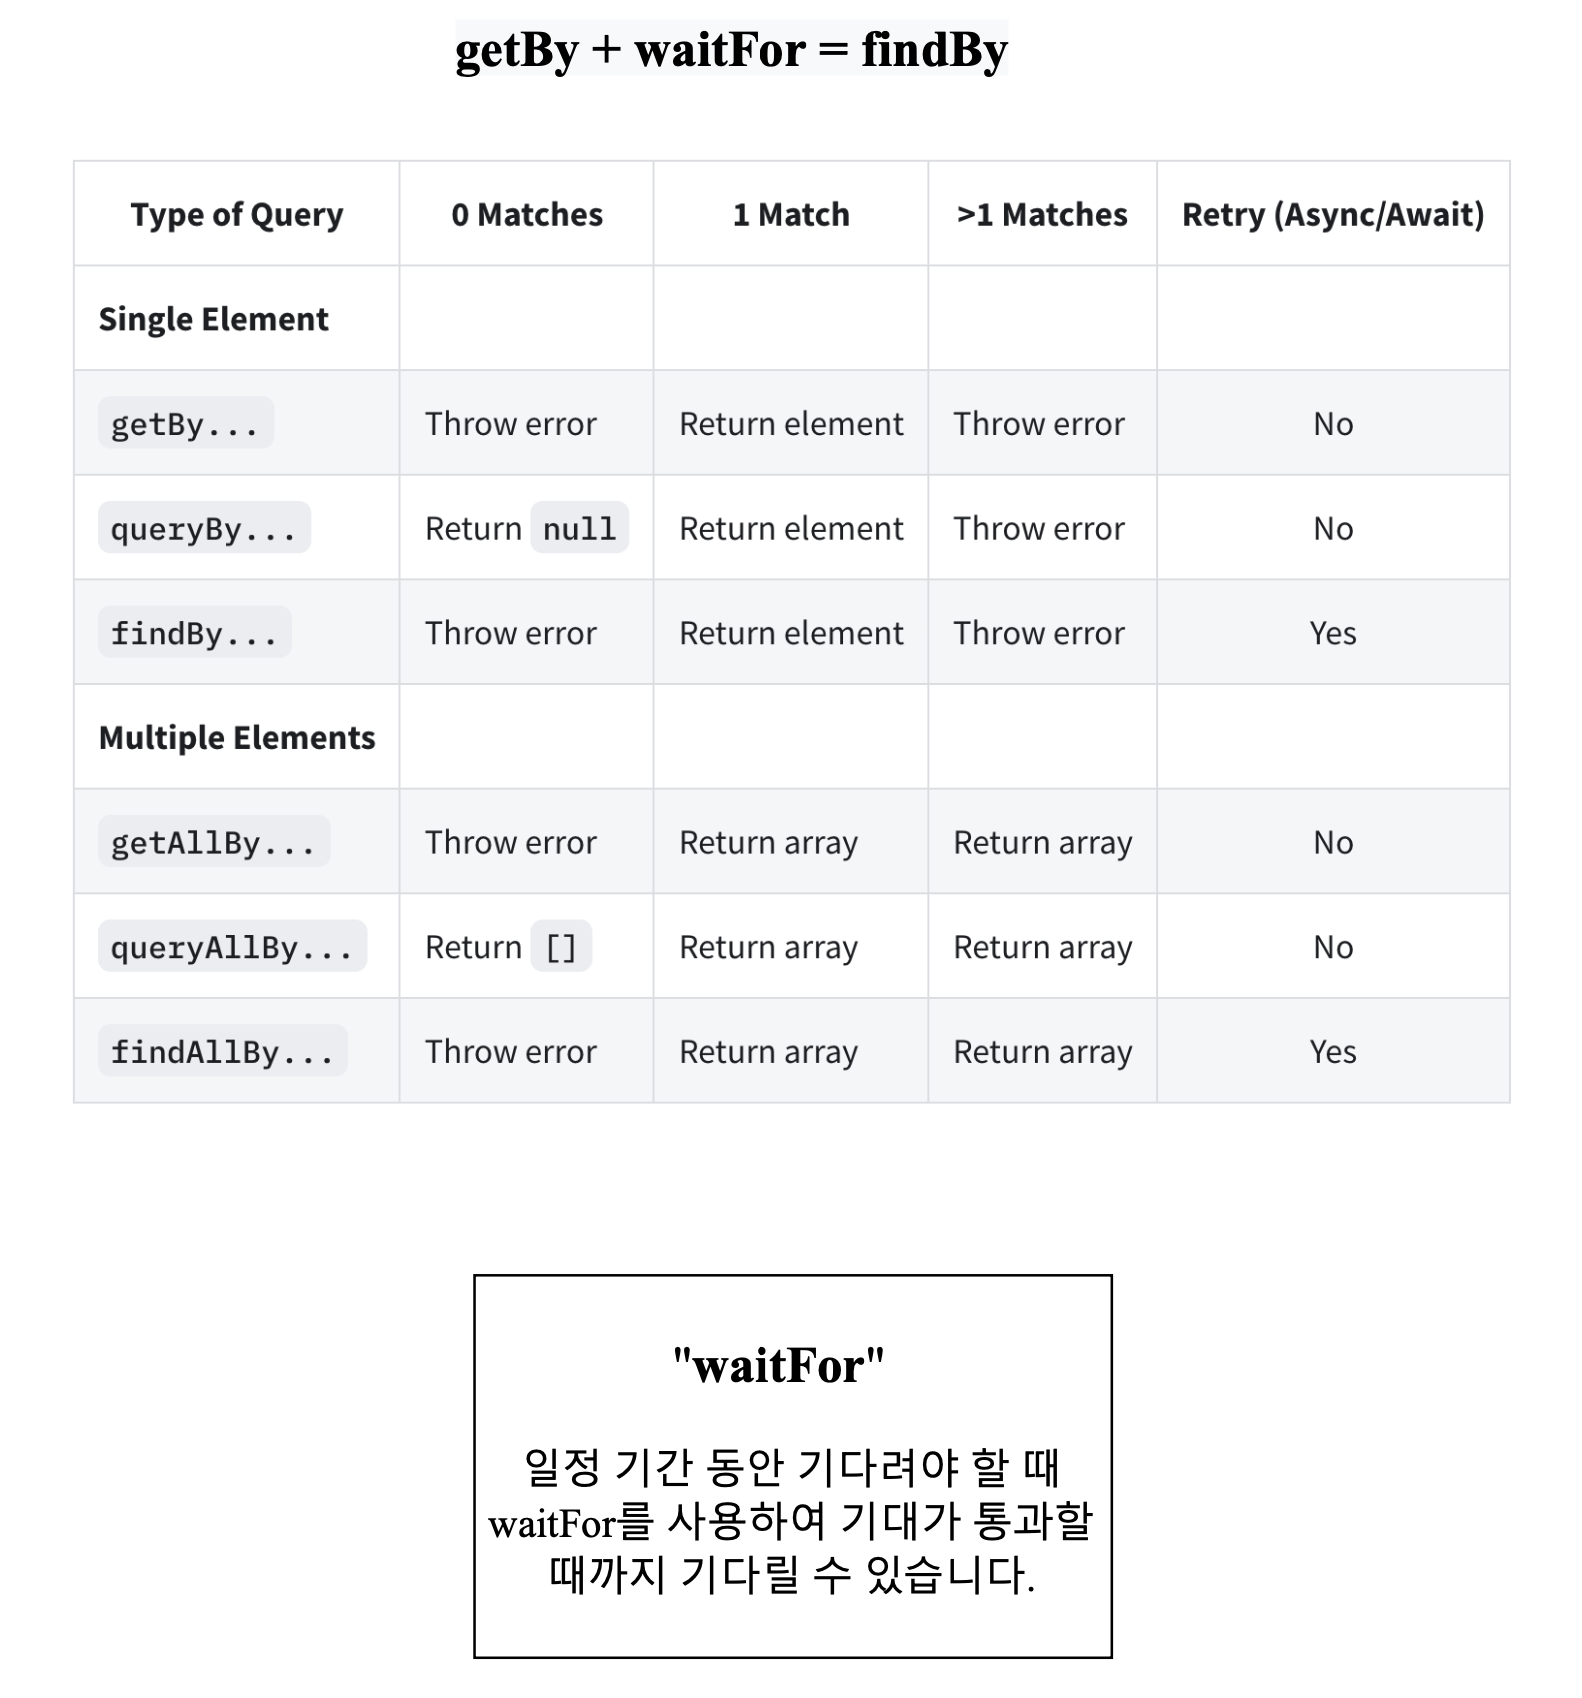 getBy + waitFor = findBy
Type of Query 0 Matches 1 Match >1 Matches Retry (Async/Await)
Single Element
getBy... Throw error Return element Throw error No
queryBy... Return null Return element Throw error No
findBy... Throw error Return element Throw error Yes
Multiple Elements
getAllBy... Throw error Return array Return array No
queryAllBy... Return [] Return array Return array No
findAllBy... Throw error Return array Return array Yes
"waitFor"
일정 기간 동안 기다려야 할 때
waitFor를 사용하여 기대가 통과할
때까지 기다릴 수 있습니다.